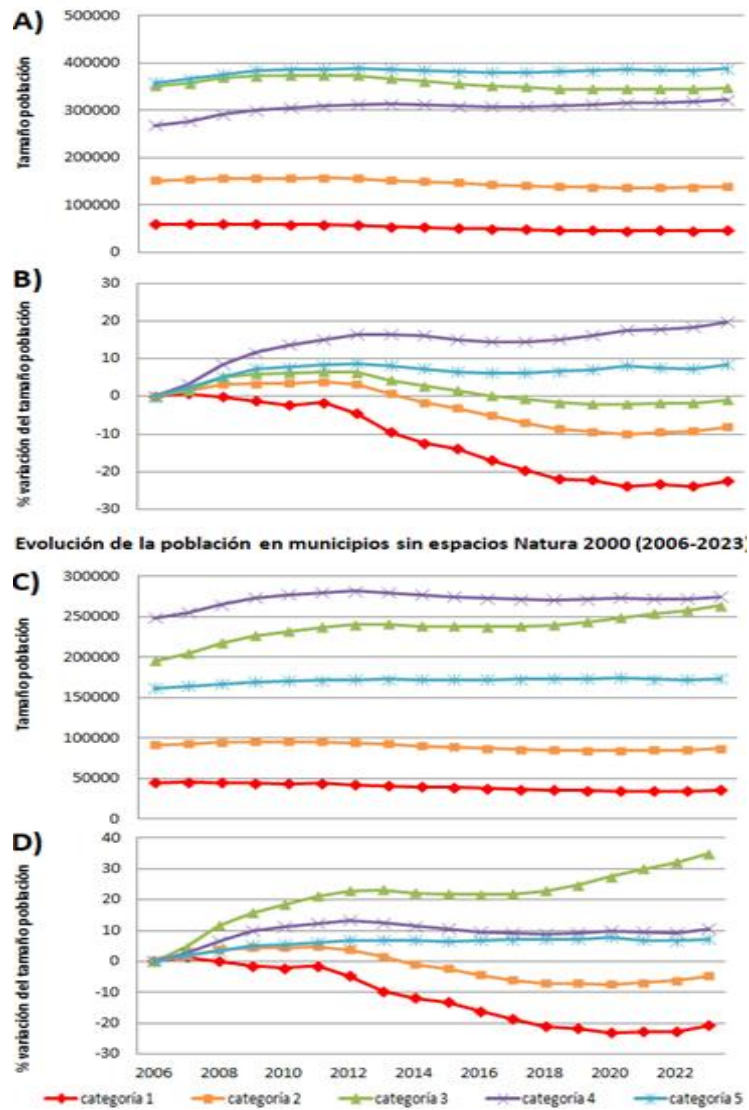 A)
Tamaño población
500000
400000
300000
200000
100000
0
B)
% variación del tamaño población
30
20
10
0
-10
-20
-30
Evolución de la población en municipios sin espacios Natura 2000 (2006-2023)
C)
Tamaño población
300000
250000
200000
150000
100000
50000
0
D)
% variación del tamaño población
40
30
20
10
0
-10
-20
-30
2006 2008 2010 2012 2014 2016 2018 2020 2022
categoría 1 categoría 2 categoría 3 categoría 4 categoría 5